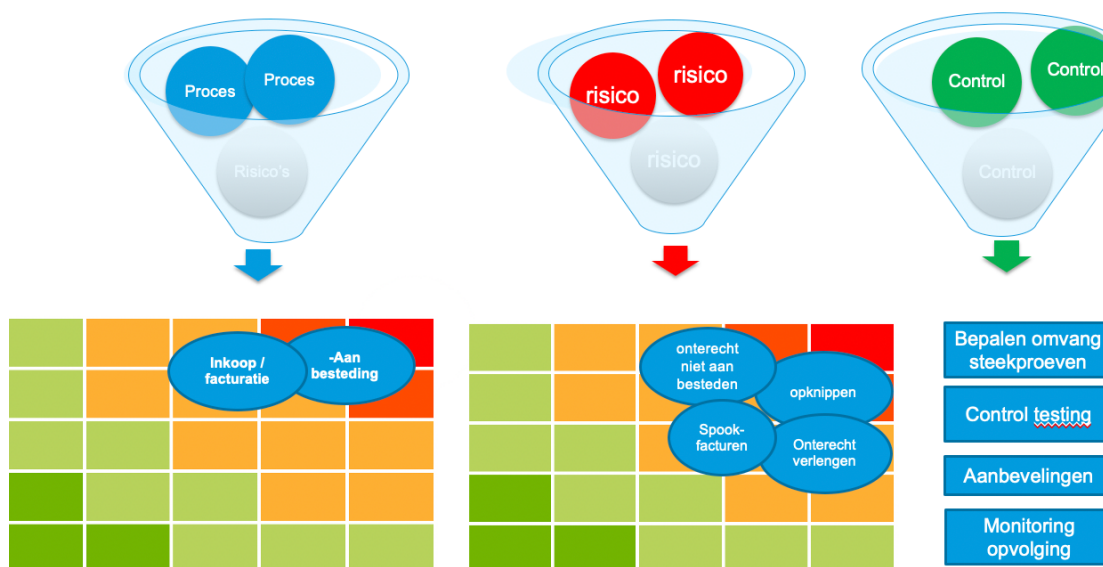 Proces
Proces
Risico's
risico
risico
risico
Control
Control
Control
Inkoop /
facturatie
-Aan
besteding
onterecht
niet aan
besteden
opknippen
Spook-
facturen
Onterecht
verlengen
Bepalen omvang
steekproeven
Control testing
Aanbevelingen
Monitoring
opvolging